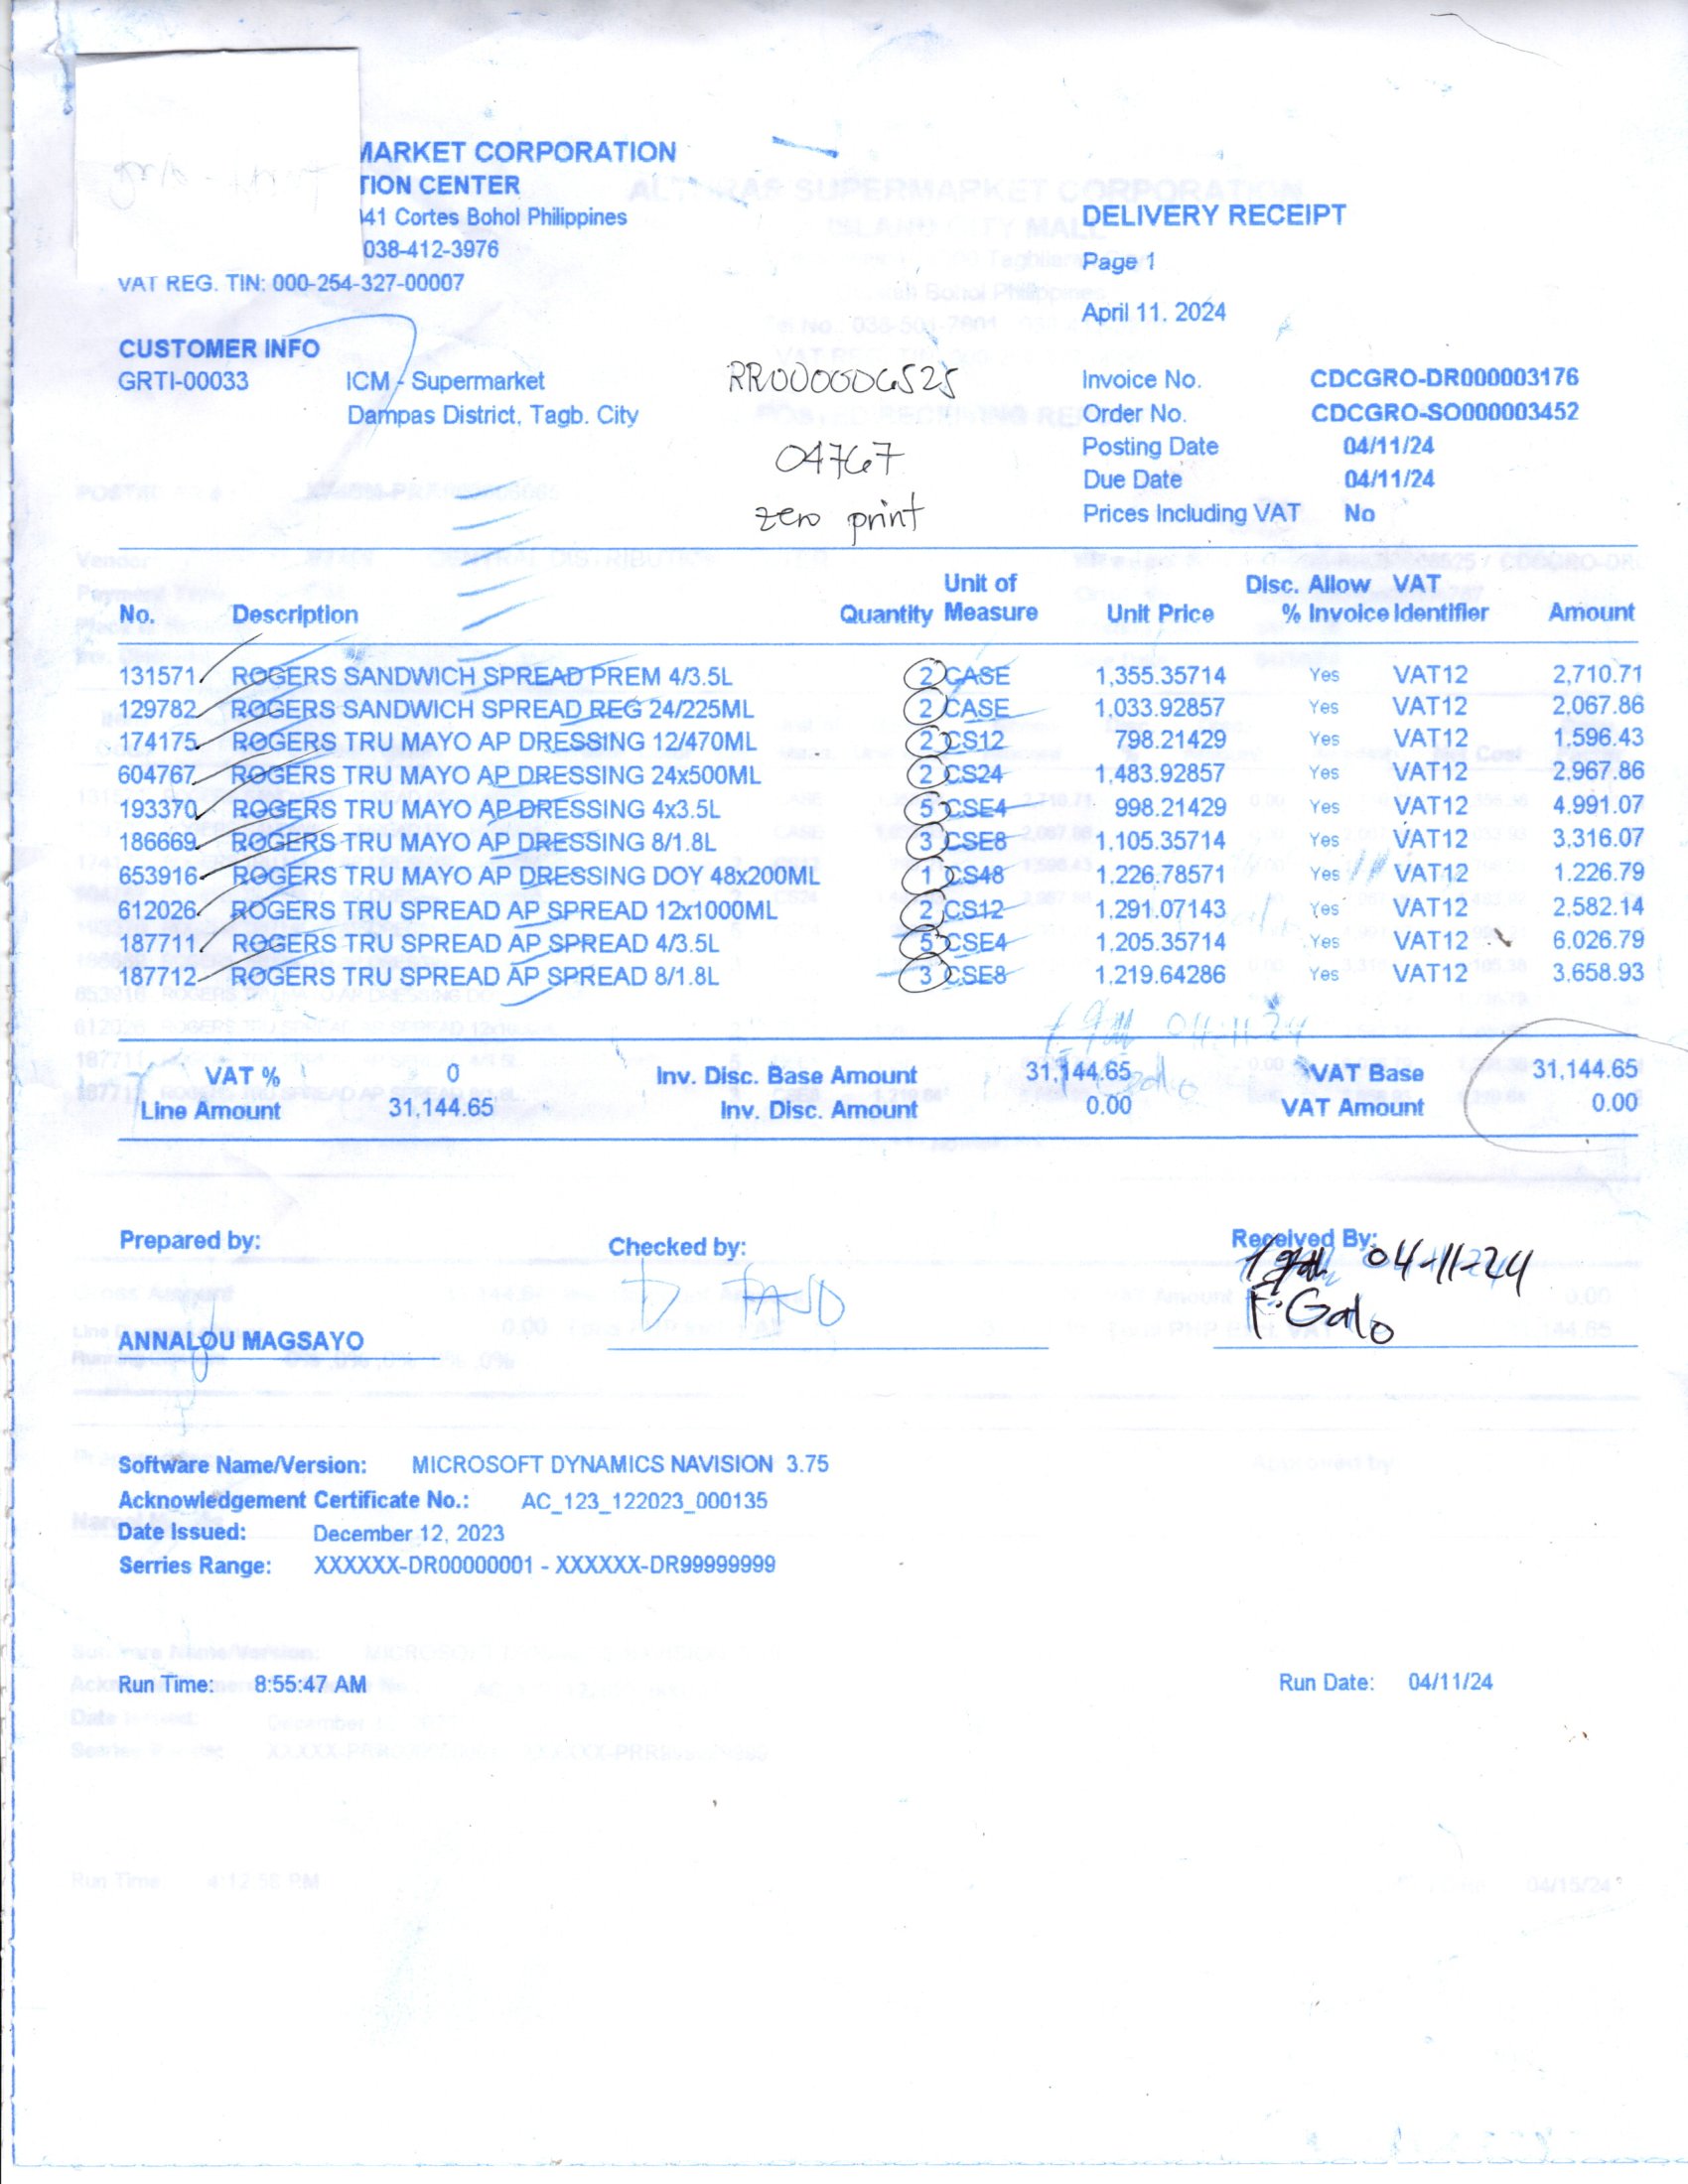 MARKET CORPORATION
TION CENTER
41 Cortes Bohol Philippines
038-412-3976
VAT REG. TIN: 000-254-327-00007
DELIVERY RECEIPT
Page 1
April 11. 2024
CUSTOMER INFO
GRTI-00033 ICM - Supermarket
Dampas District, Tagb. City
RR000006525
04767
zero print
Invoice No. CDCGRO-DR000003176
Order No. CDCGRO-SO000003452
Posting Date 04/11/24
Due Date 04/11/24
Prices Including VAT No
No. Description Quantity Unit of Measure Unit Price Disc. % Allow Invoice VAT Identifier Amount
131571 ROGERS SANDWICH SPREAD PREM 4/3.5L 2 CASE 1,355.35714 Yes VAT12 2,710.71
129782 ROGERS SANDWICH SPREAD REG 24/225ML 2 CASE 1,033.92857 Yes VAT12 2,067.86
174175 ROGERS TRU MAYO AP DRESSING 12/470ML 2 CS12 798.21429 Yes VAT12 1,596.43
604767 ROGERS TRU MAYO AP DRESSING 24x500ML 2 CS24 1,483.92857 Yes VAT12 2,967.86
193370 ROGERS TRU MAYO AP DRESSING 4x3.5L 5 CSE4 998.21429 Yes VAT12 4,991.07
186669 ROGERS TRU MAYO AP DRESSING 8/1.8L 3 CSE8 1,105.35714 Yes VAT12 3,316.07
653916 ROGERS TRU MAYO AP DRESSING DOY 48x200ML 1 CS48 1.226.78571 Yes VAT12 1.226.79
612026 ROGERS TRU SPREAD AP SPREAD 12x1000ML 2 CS12 1,291.07143 Yes VAT12 2,582.14
187711 ROGERS TRU SPREAD AP SPREAD 4/3.5L 5 CSE4 1,205.35714 Yes VAT12 6.026.79
187712 ROGERS TRU SPREAD AP SPREAD 8/1.8L 3 CSE8 1,219.64286 Yes VAT12 3,658.93
VAT % 0 Inv. Disc. Base Amount 31,144.65 VAT Base 31,144.65
Line Amount 31,144.65 Inv. Disc. Amount 0.00 VAT Amount 0.00
Prepared by: Checked by: Received By:
04-11-24
F. Galo
ANNALOU MAGSAYO
Software Name/Version: MICROSOFT DYNAMICS NAVISION 3.75
Acknowledgement Certificate No.: AC_123_122023_000135
Date Issued: December 12, 2023
Serries Range: XXXXXX-DR00000001 - XXXXXX-DR99999999
Run Time: 8:55:47 AM Run Date: 04/11/24